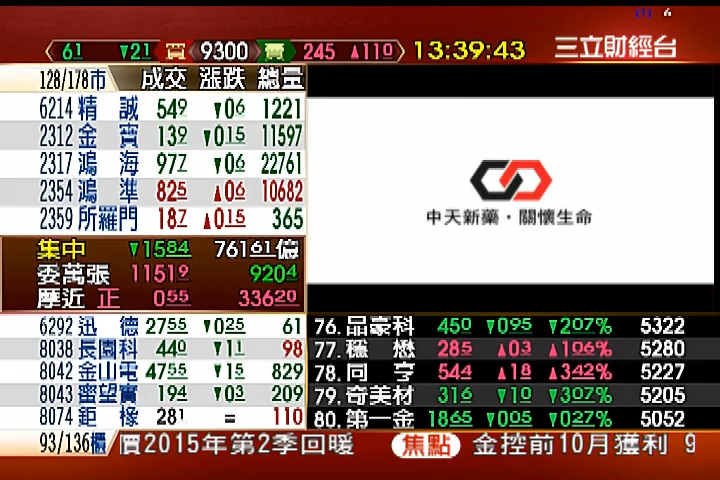 61 ▼21 買 9300 賣 245 ▲110 13:39:43 三立財經台
128/178市 成交 漲跌 總量
6214 精誠 549 ▼06 1221
2312 金寶 139 ▼015 11597
2317 鴻海 977 ▼06 22761
2354 鴻準 825 ▲06 10682
2359 所羅門 187 ▲015 365
中天新藥・關懷生命
集中 ▼1584 76161億
委萬張 11519 9204
摩近 正 055 33620
6292 迅德 2755 ▼025 61
8038 長園科 440 ▼11 98
8042 金山電 4755 ▼15 829
8043 蜜望實 194 ▼03 209
8074 鉅橡 281 = 110
76. 品豪科 450 ▼095 ▼207% 5322
77. 穩懋 285 ▲03 ▲106% 5280
78. 同亨 544 ▲18 ▲342% 5227
79. 奇美材 316 ▼10 ▼307% 5205
80. 第一金 1865 ▼005 ▼027% 5052
93/136櫃 買2015年第2季回暖 焦點 金控前10月獲利 9